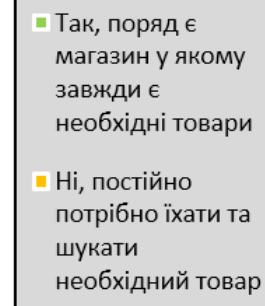 Так, поряд є
магазин у якому
завжди є
необхідні товари
Ні, постійно
потрібно їхати та
шукати
необхідний товар